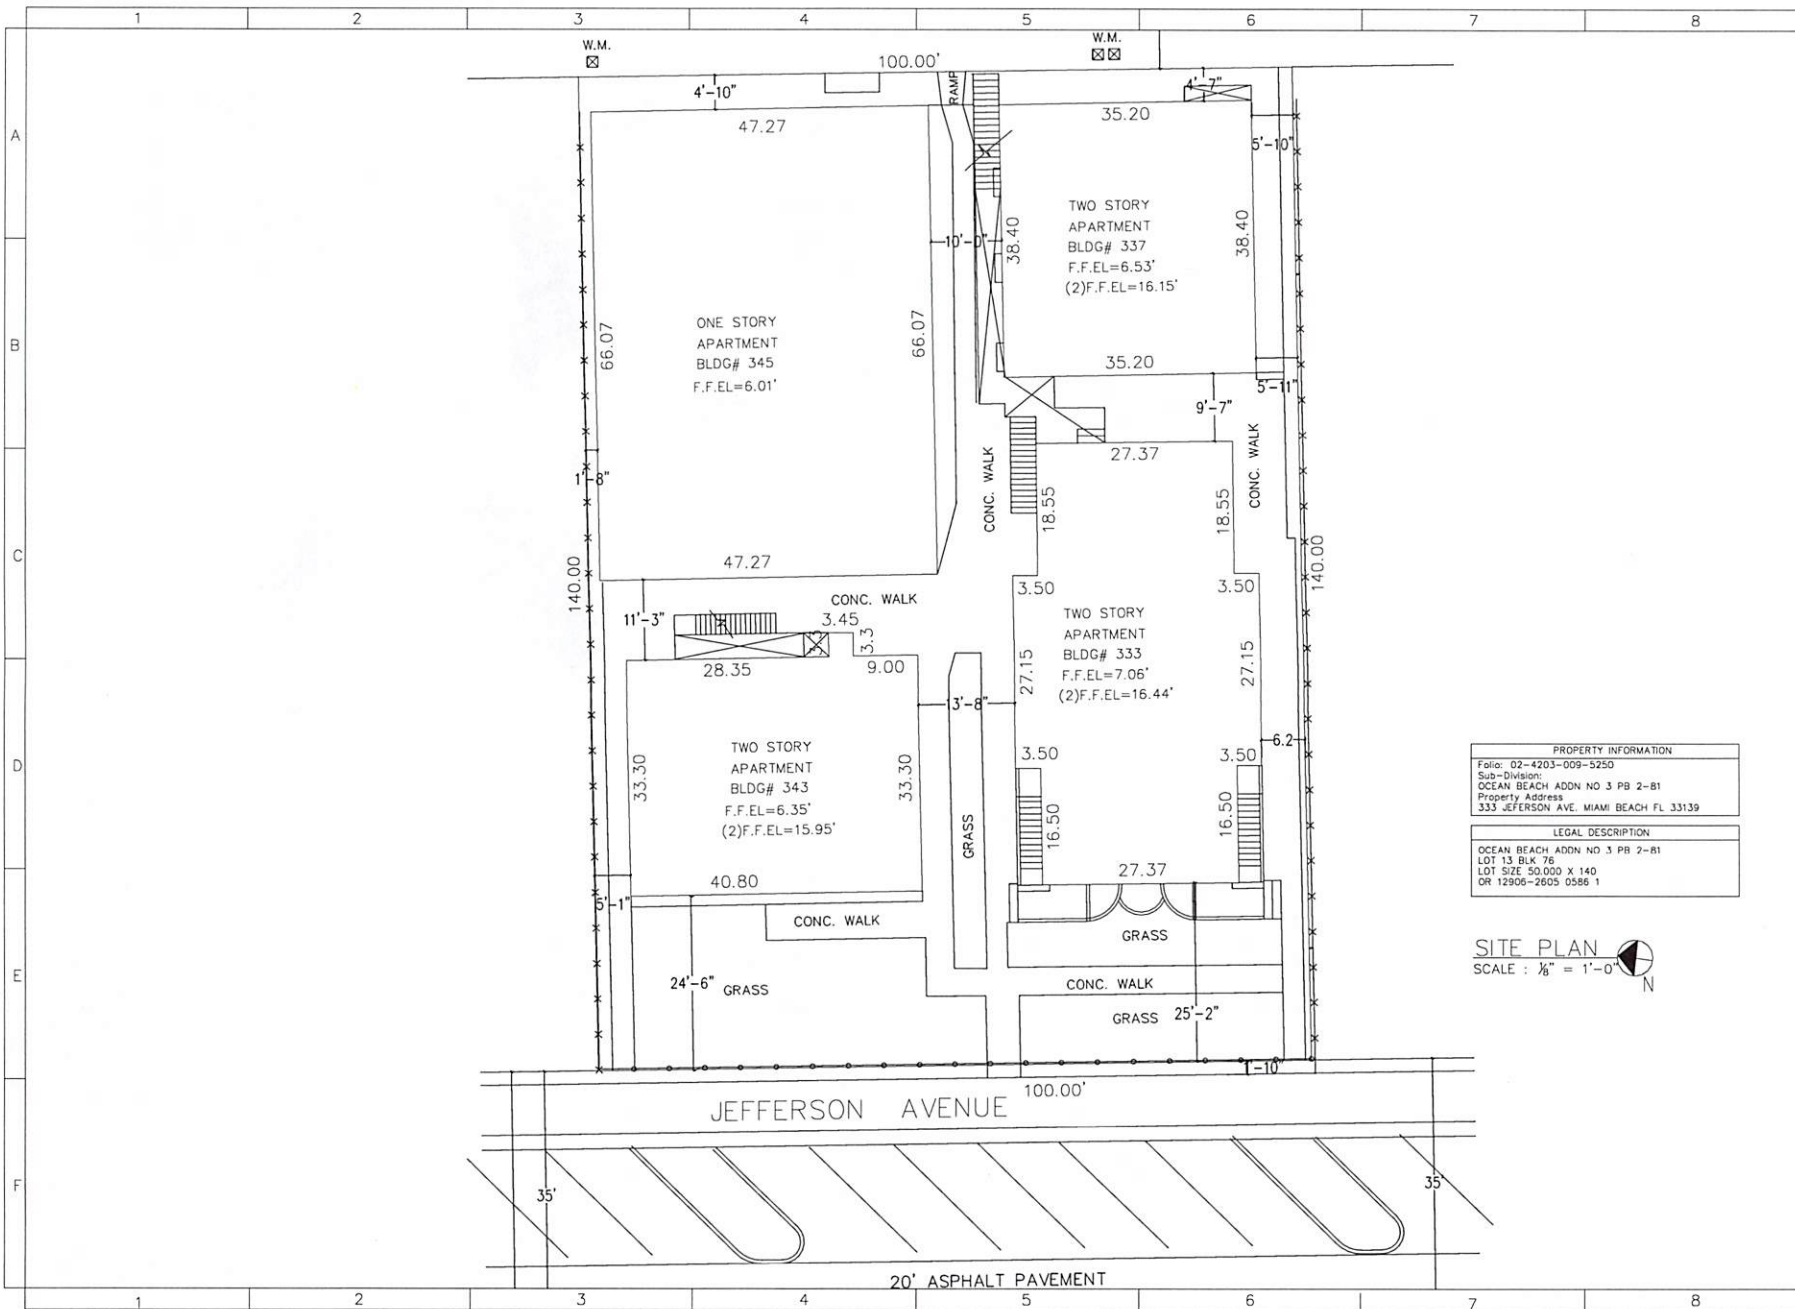 1 2 3 4 5 6 7 8
W.M.
W.M.
100.00'
4'-10"
RAMP
4'-7"
A
47.27
35.20
5'-10"
TWO STORY
APARTMENT
BLDG# 337
F.F.EL=6.53'
(2)F.F.EL=16.15'
38.40
38.40
10'-0"
B
ONE STORY
APARTMENT
BLDG# 345
F.F.EL=6.01'
66.07
66.07
35.20
5'-11"
9'-7"
27.37
1'-8"
CONC. WALK
CONC. WALK
18.55
18.55
C
47.27
140.00
140.00
3.50
3.50
CONC. WALK
11'-3"
3.45
3.3
3.3
28.35
9.00
TWO STORY
APARTMENT
BLDG# 333
F.F.EL=7.06'
(2)F.F.EL=16.44'
27.15
27.15
13'-8"
6.2
3.50
3.50
D
TWO STORY
APARTMENT
BLDG# 343
F.F.EL=6.35'
(2)F.F.EL=15.95'
33.30
33.30
GRASS
16.50
16.50
27.37
40.80
5'-1"
CONC. WALK
GRASS
E
24'-6"
GRASS
CONC. WALK
GRASS
25'-2"
1'-10"
100.00'
JEFFERSON AVENUE
F
35'
35'
20' ASPHALT PAVEMENT
PROPERTY INFORMATION
Folio: 02-4203-009-5250
Sub-Division:
OCEAN BEACH ADDN NO 3 PB 2-81
Property Address
333 JEFERSON AVE. MIAMI BEACH FL 33139
LEGAL DESCRIPTION
OCEAN BEACH ADDN NO 3 PB 2-81
LOT 13 BLK 76
LOT SIZE 50.000 X 140
OR 12906-2605 0586 1
SITE PLAN
SCALE : ⅛" = 1'-0"
N
1 2 3 4 5 6 7 8